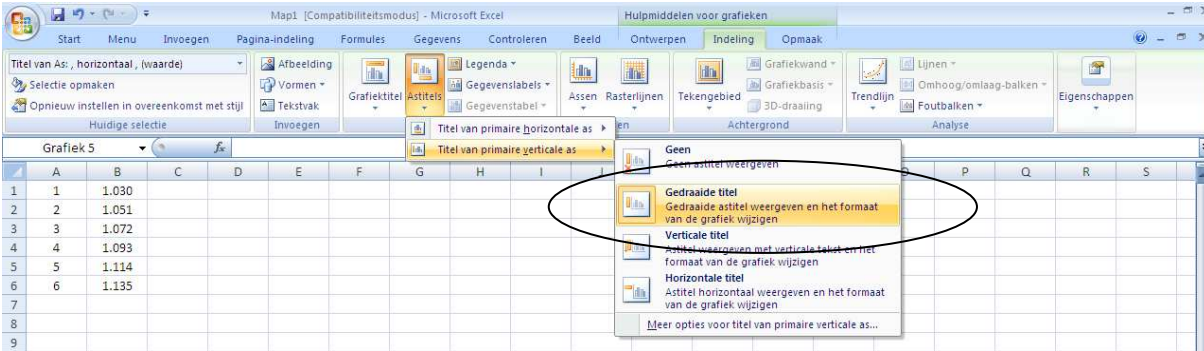 Map1 [Compatibiliteitsmodus] - Microsoft Excel
Hulpmiddelen voor grafieken
Start Menu Invoegen Pagina-indeling Formules Gegevens Controleren Beeld Ontwerpen Indeling Opmaak
Titel van As: , horizontaal , (waarde)
Selectie opmaken
Opnieuw instellen in overeenkomst met stijl
Huidige selectie
Afbeelding
Vormen
Tekstvak
Invoegen
Grafiektitel
Astitels
Legenda
Gegevenslabels
Gegevenstabel
Assen
Rasterlijnen
en
Tekengebied
Grafiekwand
Grafiekbasis
3D-draaiing
Achtergrond
Trendlijn
Lijnen
Omhoog/omlaag-balken
Foutbalken
Analyse
Eigenschappen
Titel van primaire horizontale as
Titel van primaire verticale as
Geen
Geen astitel weergeven
Gedraaide titel
Gedraaide astitel weergeven en het formaat
van de grafiek wijzigen
Verticale titel
Astitel weergeven met verticale tekst en het
formaat van de grafiek wijzigen
Horizontale titel
Astitel horizontaal weergeven en het formaat
van de grafiek wijzigen
Meer opties voor titel van primaire verticale as...
Grafiek 5 fx
A B C D E F G H I P Q R S
1 1 1.030
2 2 1.051
3 3 1.072
4 4 1.093
5 5 1.114
6 6 1.135
7
8
9